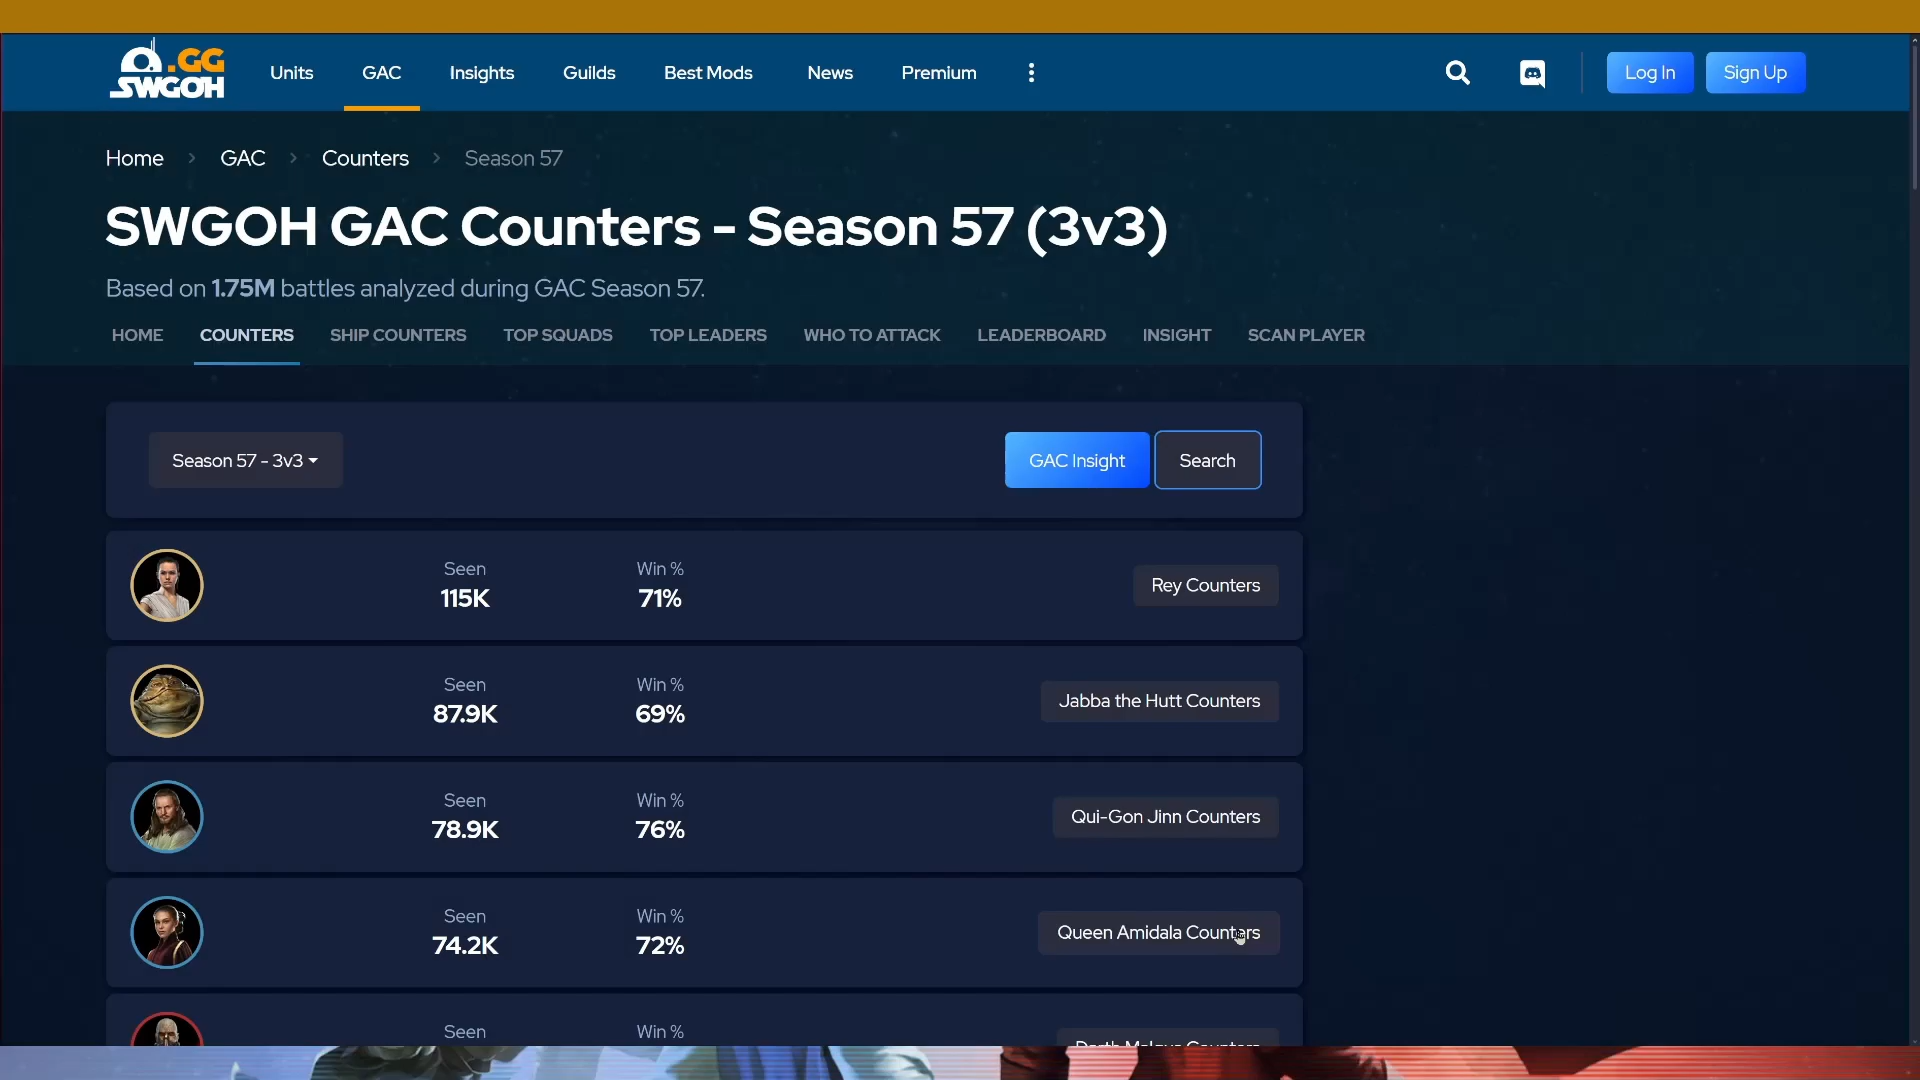 .GG
SWGOH
Units
GAC
Insights
Guilds
Best Mods
News
Premium
Log In
Sign Up
Home
GAC
Counters
Season 57
SWGOH GAC Counters - Season 57 (3v3)
Based on 1.75M battles analyzed during GAC Season 57.
HOME
COUNTERS
SHIP COUNTERS
TOP SQUADS
TOP LEADERS
WHO TO ATTACK
LEADERBOARD
INSIGHT
SCAN PLAYER
Season 57 - 3v3
GAC Insight
Search
Seen
115K
Win %
71%
Rey Counters
Seen
87.9K
Win %
69%
Jabba the Hutt Counters
Seen
78.9K
Win %
76%
Qui-Gon Jinn Counters
Seen
74.2K
Win %
72%
Queen Amidala Counters
Seen
Win %